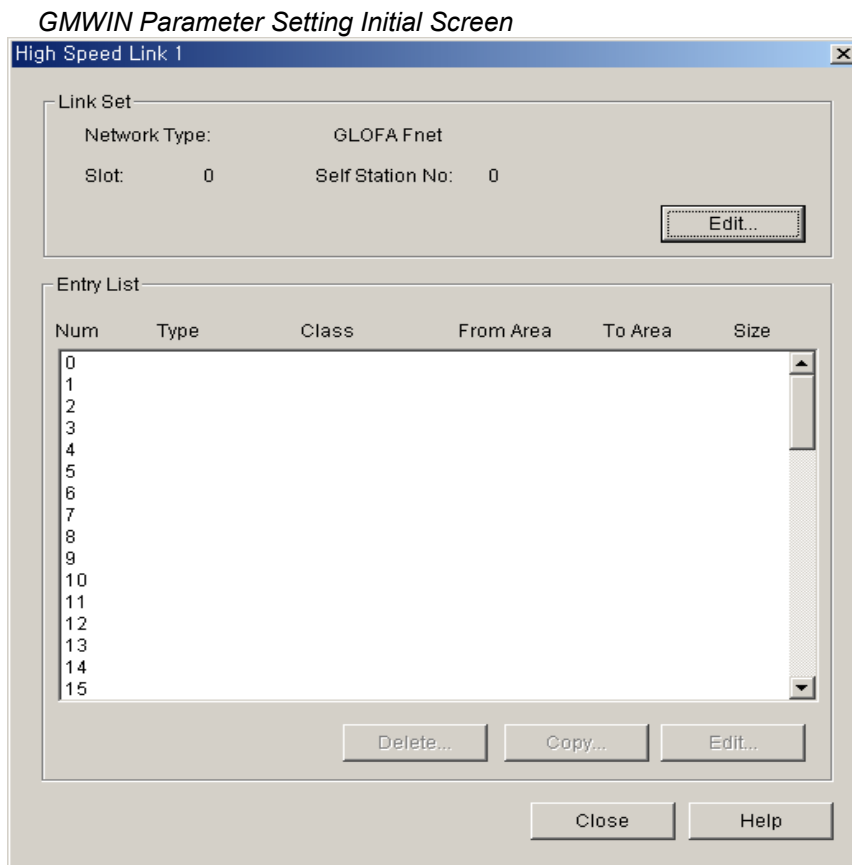 GMWIN Parameter Setting Initial Screen
High Speed Link 1
Link Set
Network Type: GLOFA Fnet
Slot: 0 Self Station No: 0
Edit...
Entry List
Num Type Class From Area To Area Size
0
1
2
3
4
5
6
7
8
9
10
11
12
13
14
15
Delete... Copy... Edit...
Close Help